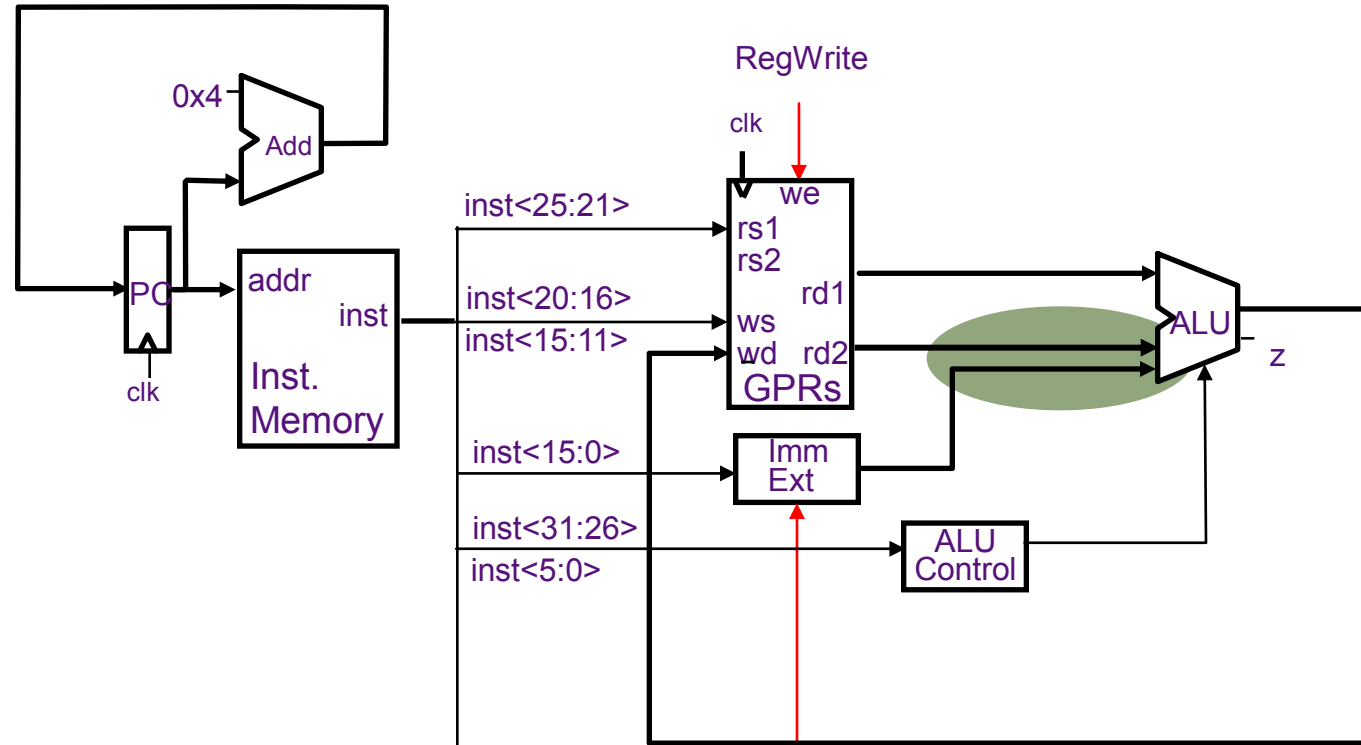 RegWrite
0x4
Add
clk
we
inst<25:21>
rs1
rs2
PC
addr
inst
rd1
inst<20:16>
ws
ALU
inst<15:11>
wd
rd2
z
clk
Inst.
Memory
GPRs
inst<15:0>
Imm
Ext
inst<31:26>
inst<5:0>
ALU
Control